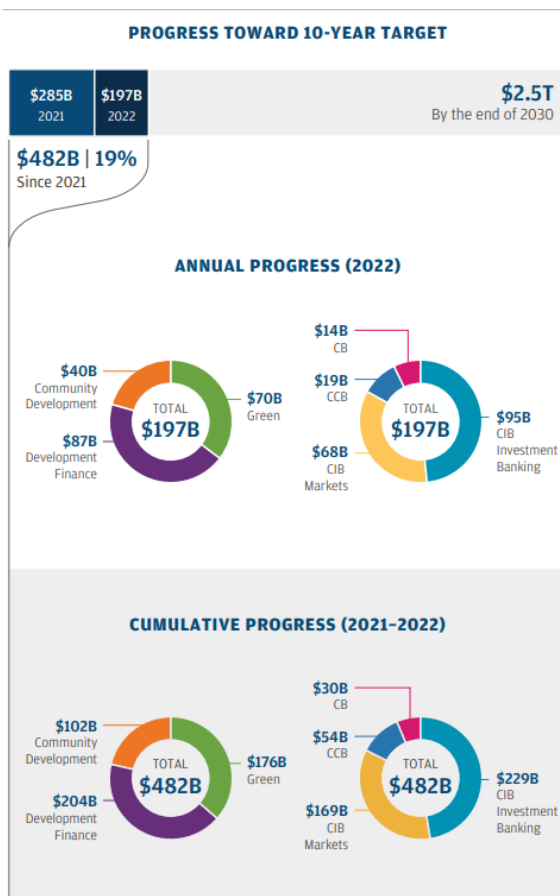 PROGRESS TOWARD 10-YEAR TARGET
$285B
2021
$197B
2022
$2.5T
By the end of 2030
$482B | 19%
Since 2021
ANNUAL PROGRESS (2022)
$40B
Community
Development
$87B
Development
Finance
TOTAL
$197B
$70B
Green
$14B
CB
$19B
CCB
$68B
CIB
Markets
TOTAL
$197B
$95B
CIB
Investment
Banking
CUMULATIVE PROGRESS (2021–2022)
$102B
Community
Development
$204B
Development
Finance
TOTAL
$482B
$176B
Green
$30B
CB
$54B
CCB
$169B
CIB
Markets
TOTAL
$482B
$229B
CIB
Investment
Banking